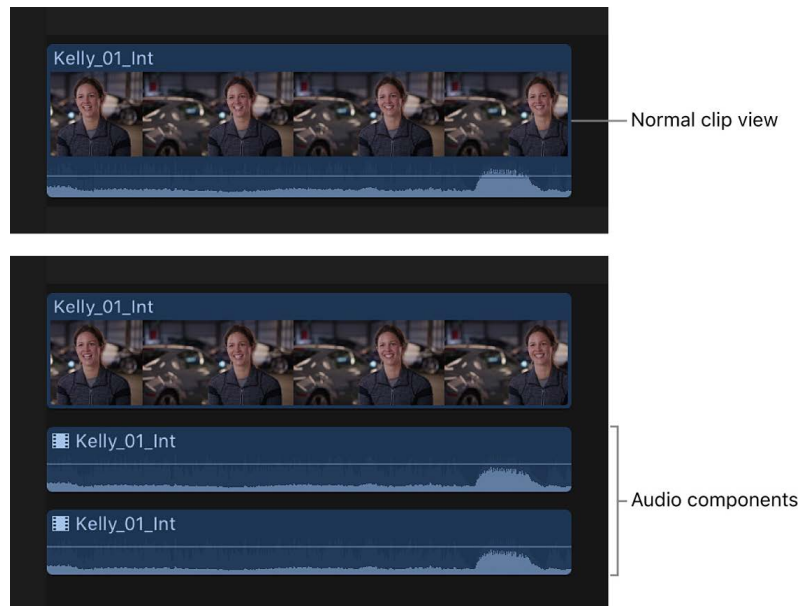 Kelly_01_Int
Normal clip view
Kelly_01_Int
Kelly_01_Int
Audio components
Kelly_01_Int